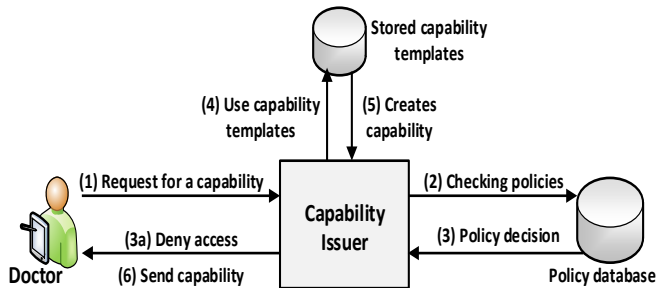 Stored capability
templates
(4) Use capability
templates
(5) Creates
capability
(1) Request for a capability
(2) Checking policies
Capability
Issuer
(3a) Deny access
(3) Policy decision
(6) Send capability
Doctor
Policy database